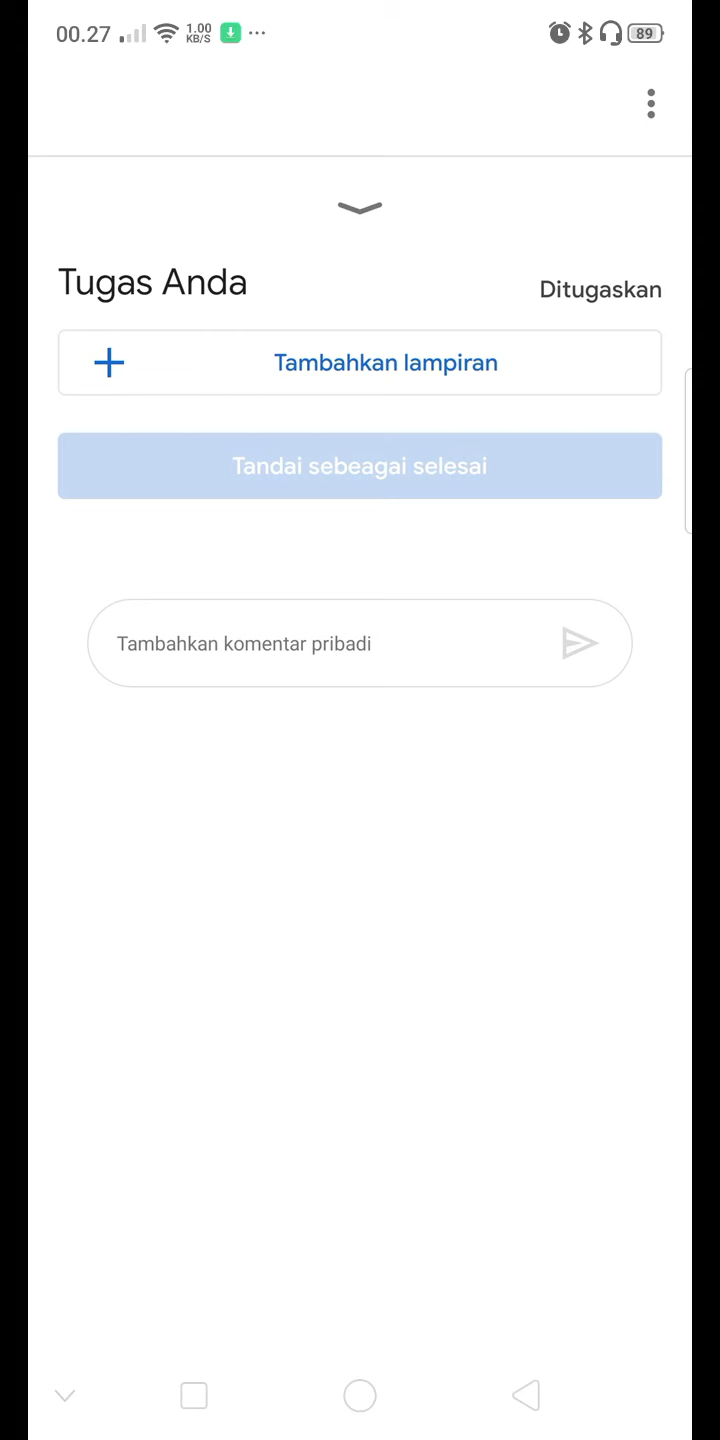 00.27 1.00 KB/S 89
Tugas Anda
Ditugaskan
Tambahkan lampiran
Tandai sebeagai selesai
Tambahkan komentar pribadi